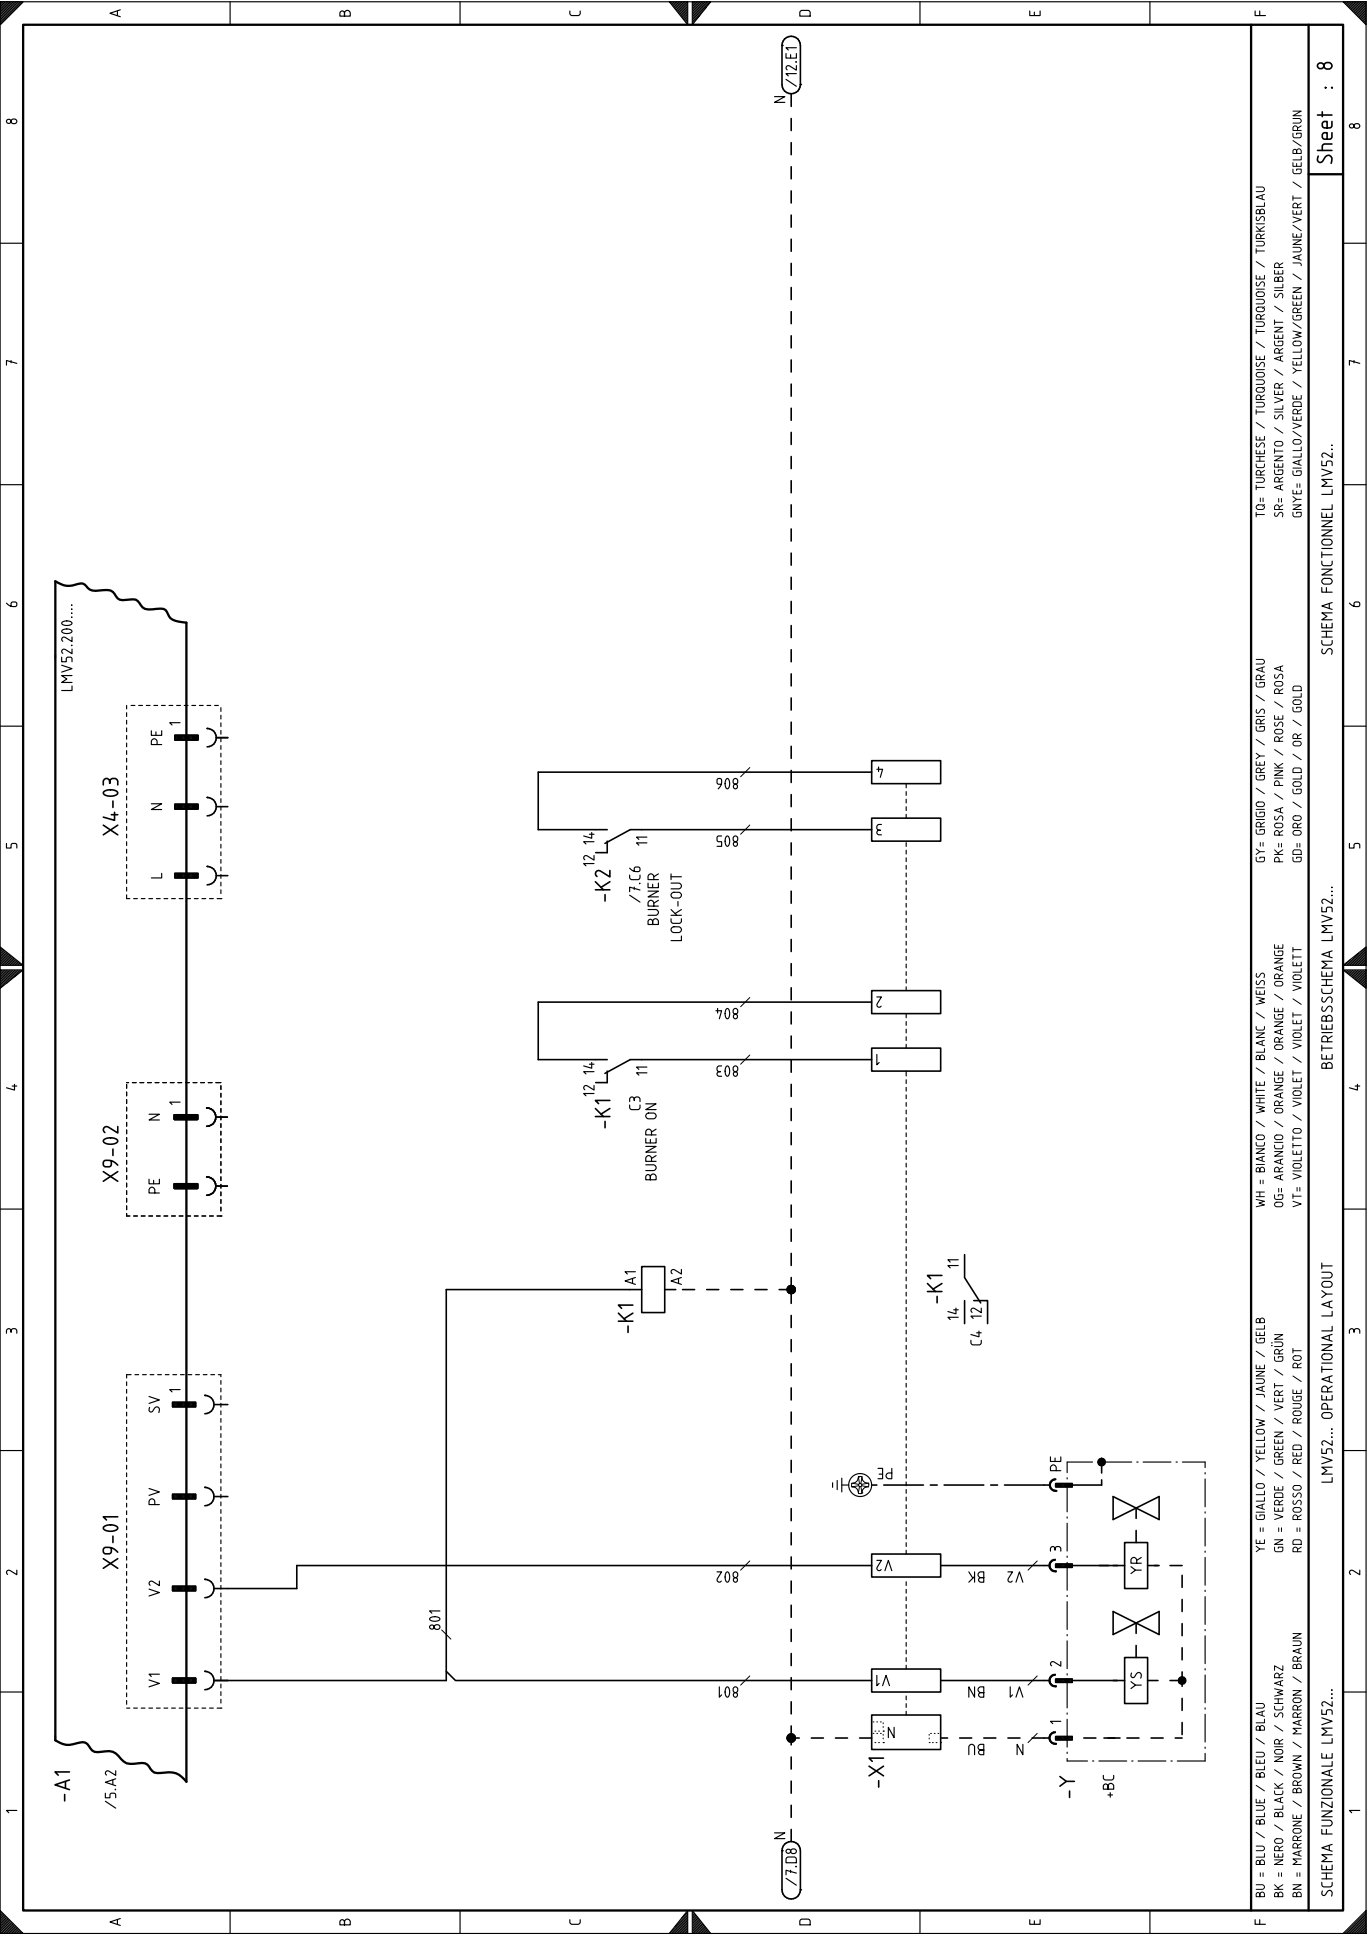 1 2 3 4 5 6 7 8
A
B
C
D
E
F
-A1
/5.A2
LMV52.200....
X9-01
V1 V2 PV SV 1
X9-02
PE N 1
X4-03
L N PE 1
801
801
802
-K1
A1
A2
-K1
12 14
11
C3
BURNER ON
803
804
-K2
12 14
11
/7.C6
BURNER
LOCK-OUT
805
806
/7.D8
N
N
/12.E1
-X1
N
V1
V2
PE
1
2
3
4
BU
N
BN
V1
BK
V2
-K1
14
12
11
C4
-Y
+BC
1
2
3
PE
YS
YR
BU = BLU / BLUE / BLEU / BLAU
BK = NERO / BLACK / NOIR / SCHWARZ
BN = MARRONE / BROWN / MARRON / BRAUN
YE = GIALLO / YELLOW / JAUNE / GELB
GN = VERDE / GREEN / VERT / GRÜN
RD = ROSSO / RED / ROUGE / ROT
WH = BIANCO / WHITE / BLANC / WEISS
OG= ARANCIO / ORANGE / ORANGE / ORANGE
VT= VIOLETTO / VIOLET / VIOLET / VIOLETT
GY= GRIGIO / GREY / GRIS / GRAU
PK= ROSA / PINK / ROSE / ROSA
GD= ORO / GOLD / OR / GOLD
TQ= TURCHESE / TURQUOISE / TURQUOISE / TURKISBLAU
SR= ARGENTO / SILVER / ARGENT / SILBER
GNYE= GIALLO/VERDE / YELLOW/GREEN / JAUNE/VERT / GELB/GRUN
SCHEMA FUNZIONALE LMV52...
LMV52... OPERATIONAL LAYOUT
BETRIEBSSCHEMA LMV52...
SCHEMA FONCTIONNEL LMV52..
Sheet : 8
1 2 3 4 5 6 7 8
A
B
C
D
E
F